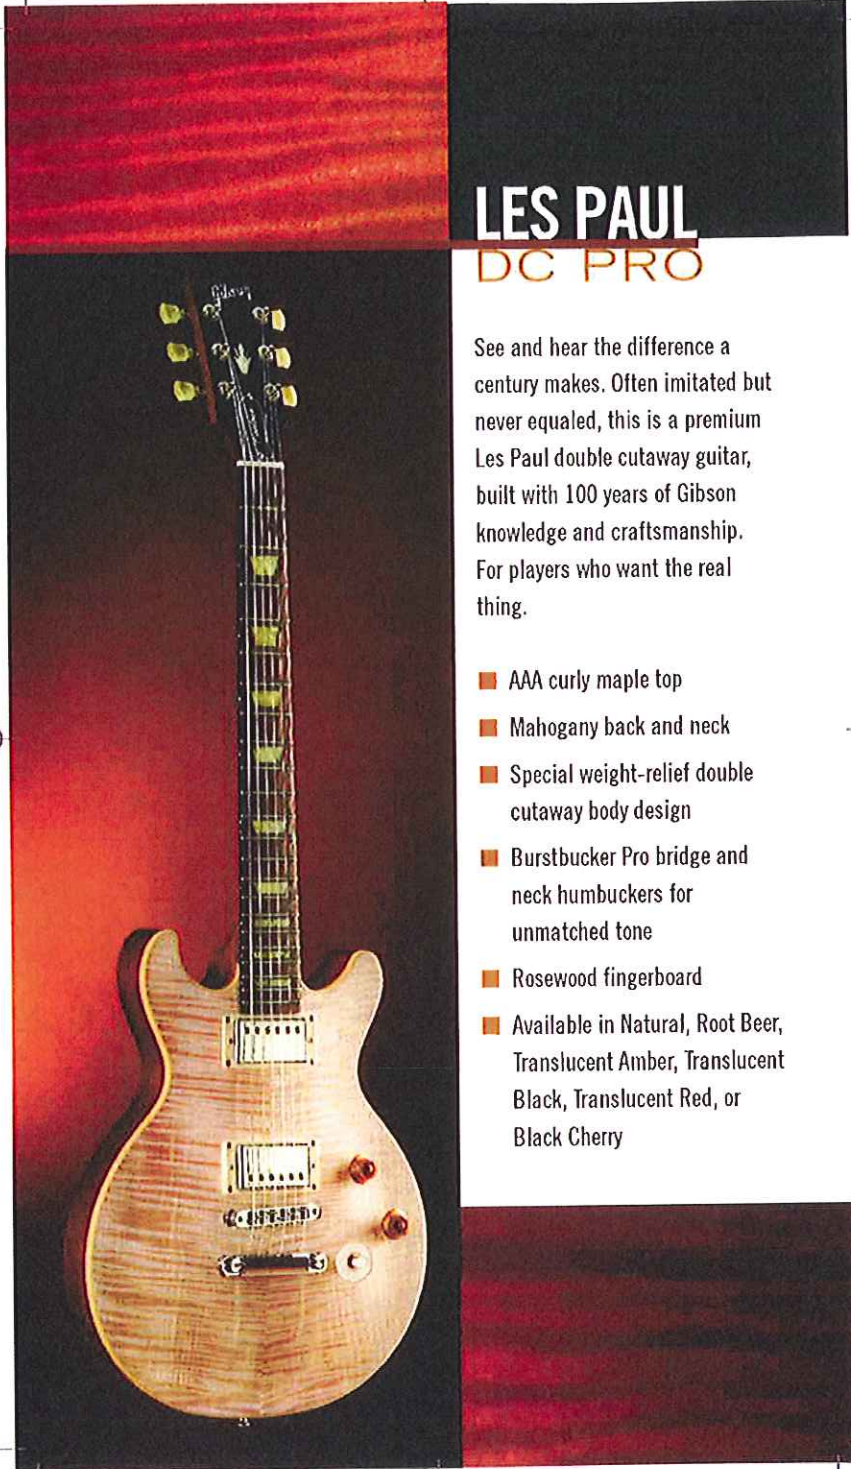 LES PAUL
DC PRO
Gibson
See and hear the difference a
century makes. Often imitated but
never equaled, this is a premium
Les Paul double cutaway guitar,
built with 100 years of Gibson
knowledge and craftsmanship.
For players who want the real
thing.
AAA curly maple top
Mahogany back and neck
Special weight-relief double
cutaway body design
Burstbucker Pro bridge and
neck humbuckers for
unmatched tone
Rosewood fingerboard
Available in Natural, Root Beer,
Translucent Amber, Translucent
Black, Translucent Red, or
Black Cherry